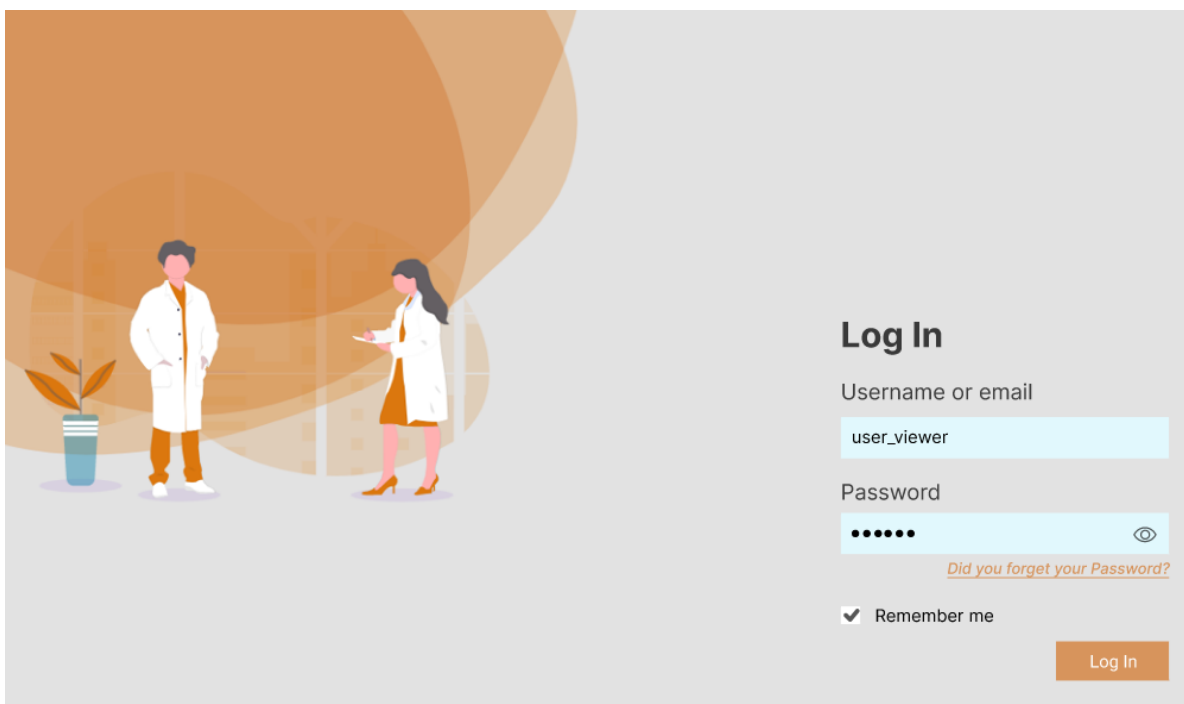 Log In
Username or email
user_viewer
Password
••••••
Did you forget your Password?
Remember me
Log In